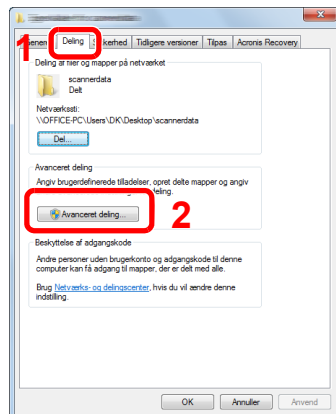 1
Deling
Sikkerhed
Tidligere versioner
Tilpas
Acronis Recovery
Deling af filer og mapper på netværket
scannerdata
Delt
Netværkssti:
\\OFFICE-PC\Users\DK\Desktop\scannerdata
Del...
Avanceret deling
Angiv brugerdefinerede tilladelser, opret delte mapper og angiv
deling.
Avanceret deling...
2
Beskyttelse af adgangskode
Andre personer uden brugerkonto og adgangskode til denne
computer kan få adgang til mapper, der er delt med alle.
Brug Netværks- og delingscenter, hvis du vil ændre denne
indstilling.
OK
Annuller
Anvend